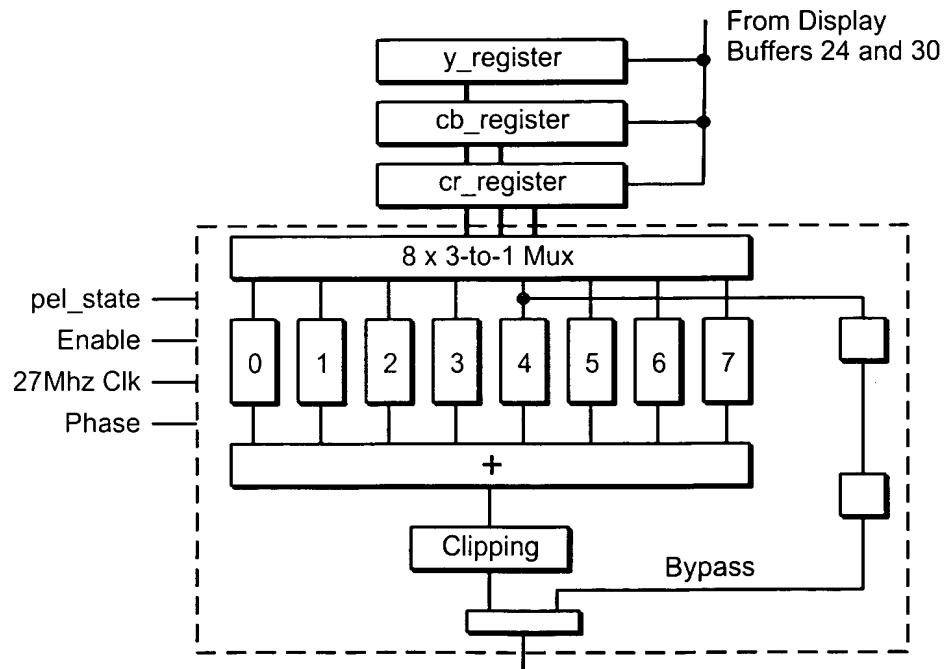 From Display
Buffers 24 and 30
y_register
cb_register
cr_register
8 x 3-to-1 Mux
pel_state
Enable
27Mhz Clk
Phase
0 1 2 3 4 5 6 7
+
Clipping
Bypass